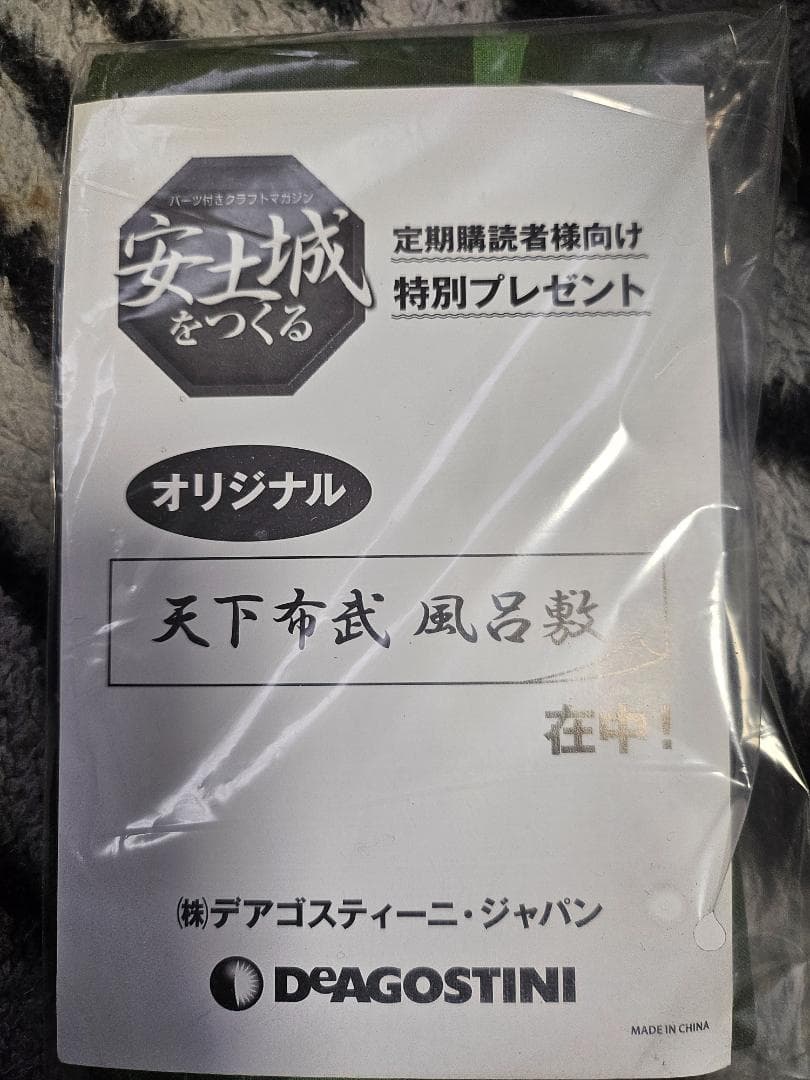 パーツ付きクラフトマガジン
安土城
をつくる
定期購読者様向け
特別プレゼント
オリジナル
天下布武 風呂敷
在中!
㈱デアゴスティーニ・ジャパン
DeAGOSTINI
MADE IN CHINA